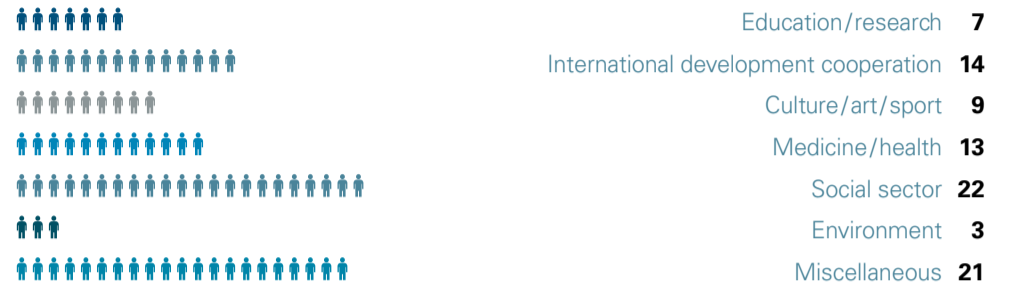 Education/research 7
International development cooperation 14
Culture/art/sport 9
Medicine/health 13
Social sector 22
Environment 3
Miscellaneous 21